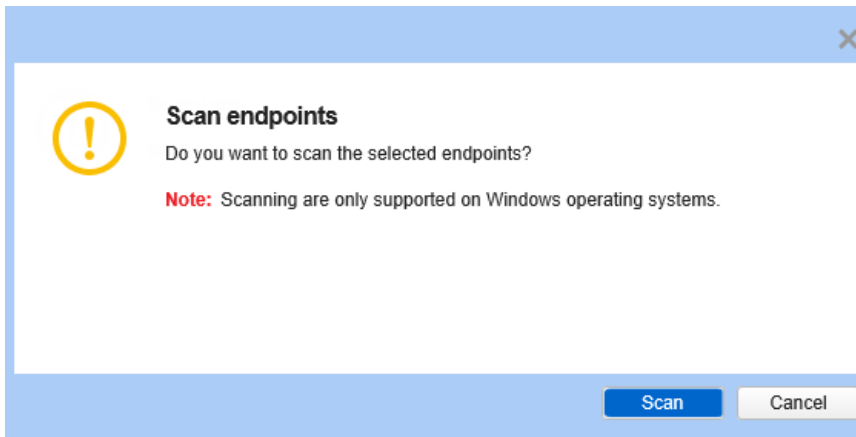 Scan endpoints
Do you want to scan the selected endpoints?
Note: Scanning are only supported on Windows operating systems.
Scan
Cancel